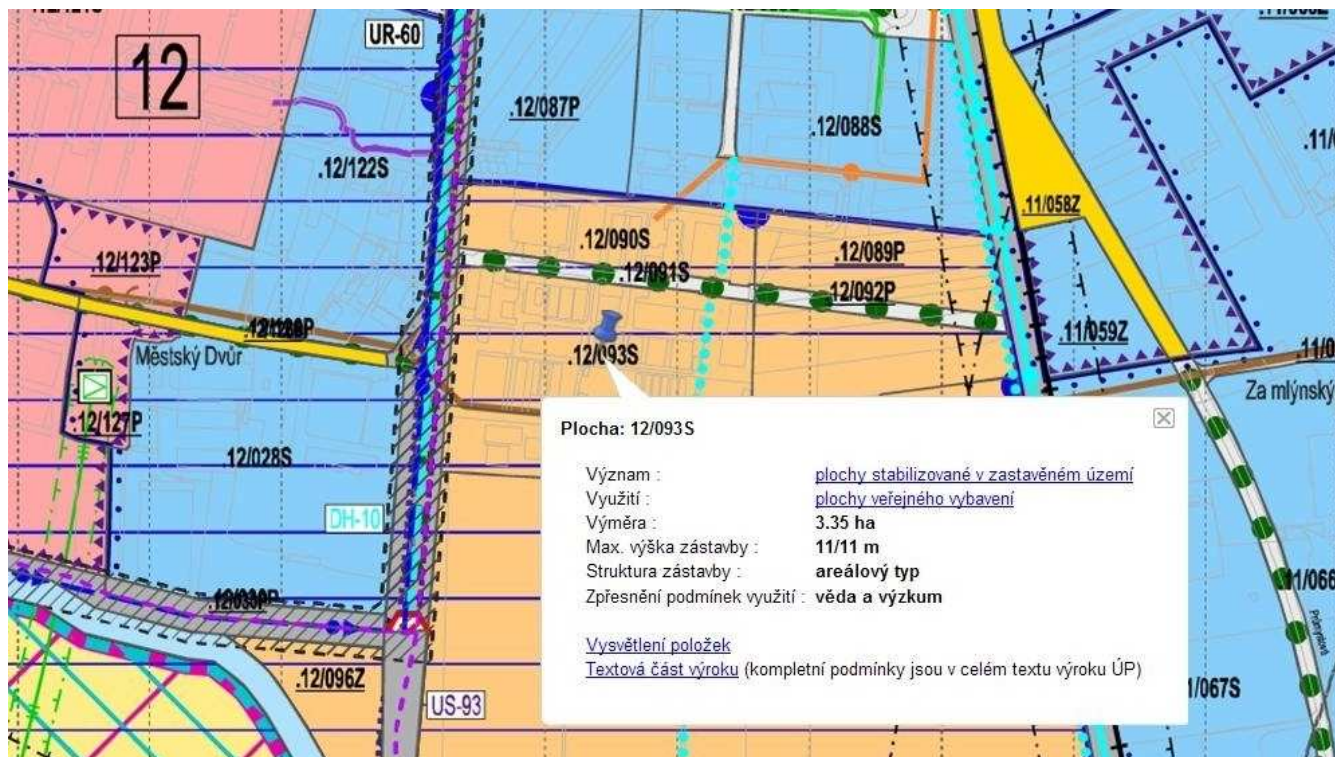 UR-60
12
.12/087P
.12/088S
.12/122S
.11/058Z
.12/090S
.12/089P
.12/123P
.12/091S
.12/092P
.11/059Z
Městský Dvůr
.12/093S
Za mlýnský
.12/127P
Plocha: 12/093S
Význam : plochy stabilizované v zastavěném území
.12/028S
Využití : plochy veřejného vybavení
Výměra : 3.35 ha
DH-10
Max. výška zástavby : 11/11 m
Struktura zástavby : areálový typ
Zpřesnění podmínek využití : věda a výzkum
Vysvětlení položek
Textová část výroku (kompletní podmínky jsou v celém textu výroku ÚP)
.12/096Z
US-93
1/067S